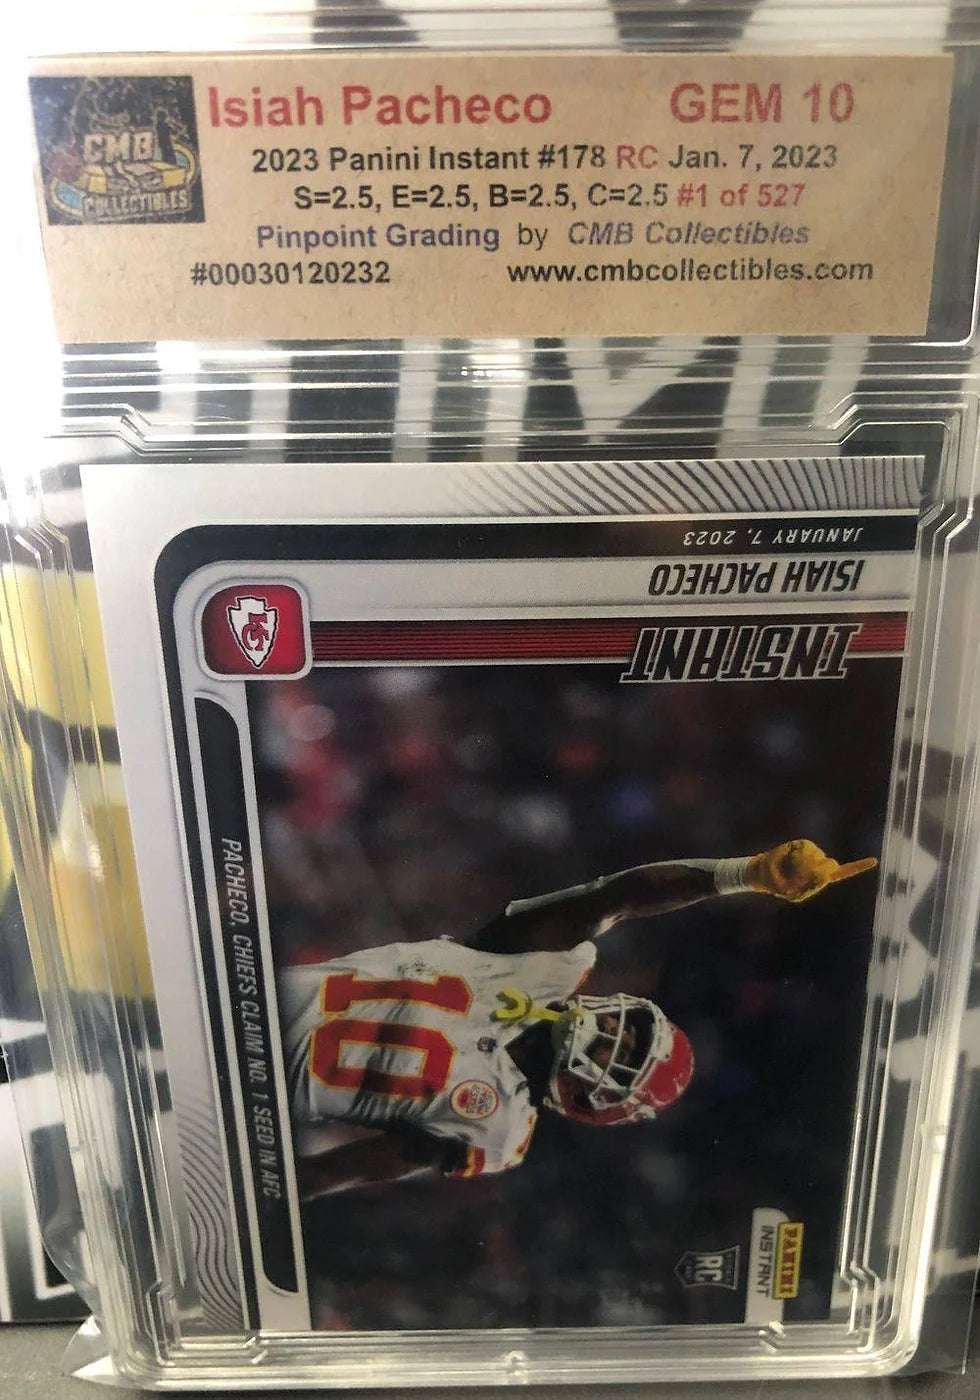 CMB
COLLECTIBLES
Isiah Pacheco GEM 10
2023 Panini Instant #178 RC Jan. 7, 2023
S=2.5, E=2.5, B=2.5, C=2.5 #1 of 527
Pinpoint Grading by CMB Collectibles
#00030120232 www.cmbcollectibles.com
JANUARY 7, 2023
ISIAH PACHECO
INSTANT
KC
PACHECO, CHIEFS CLAIM NO. 1 SEED IN AFC
10
RC
PANINI
INSTANT